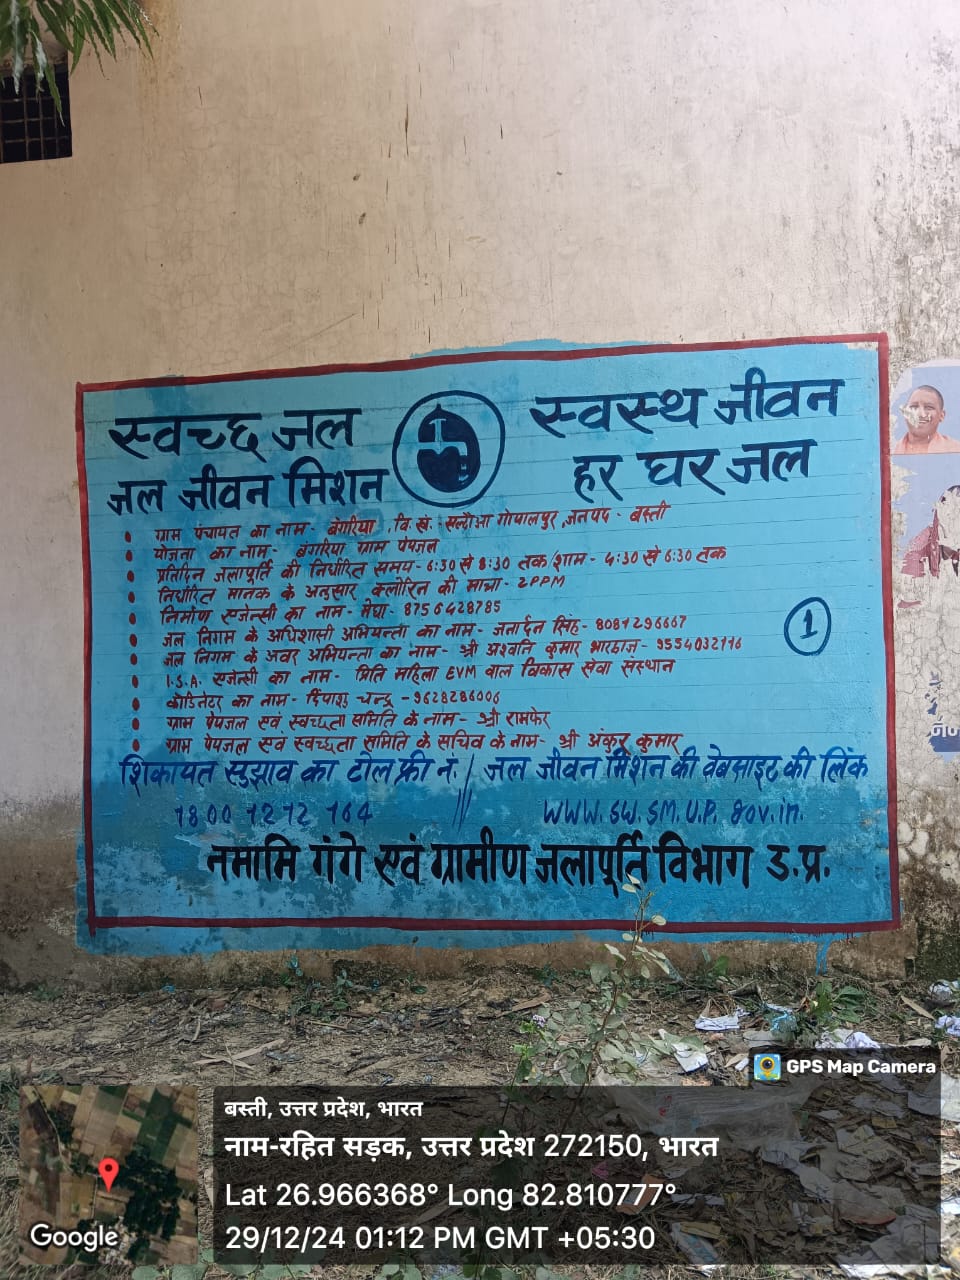 स्वच्छ जल
स्वस्थ जीवन
जल जीवन मिशन
हर घर जल
ग्राम पंचायत का नाम- बेगरिया, वि.ख. सल्टौआ गोपालपुर जनपद - बस्ती
योजना का नाम- बेगरिया ग्राम पेयजल
प्रतिदिन जलापूर्ति की निर्धारित समय- 6:30 से 8:30 तक/शाम- 4:30 से 6:30 तक
निर्धारित मानक के अनुसार क्लोरिन की मात्रा- 2PPM
निर्माण एजेन्सी का नाम- मेघा- 8756428785
जल निगम के अधिशासी अभियन्ता का नाम- जनार्दन सिंह- 8081296667
जल निगम के अवर अभियन्ता का नाम- श्री अश्वनि कुमार भारद्वाज- 9554032116
I.S.A. एजेन्सी का नाम- प्रिति महिला EVM वाल विकास सेवा संस्थान
कोडिनेटर का नाम- दिपांशु चन्द्र -9628286006
ग्राम पेयजल एवं स्वच्छता समिति के नाम- श्री रामफेर
ग्राम पेयजल एवं स्वच्छता समिति के सचिव के नाम- श्री अंकुर कुमार
1
शिकायत सुझाव का टोल फ्री नं. / जल जीवन मिशन की वेबसाइट की लिंक
1800 1212 164 // WWW.SW.SM.U.P. gov.in.
नमामि गंगे एवं ग्रामीण जलापूर्ति विभाग उ.प्र.
GPS Map Camera
बस्ती, उत्तर प्रदेश, भारत
नाम-रहित सड़क, उत्तर प्रदेश 272150, भारत
Lat 26.966368° Long 82.810777°
29/12/24 01:12 PM GMT +05:30
Google